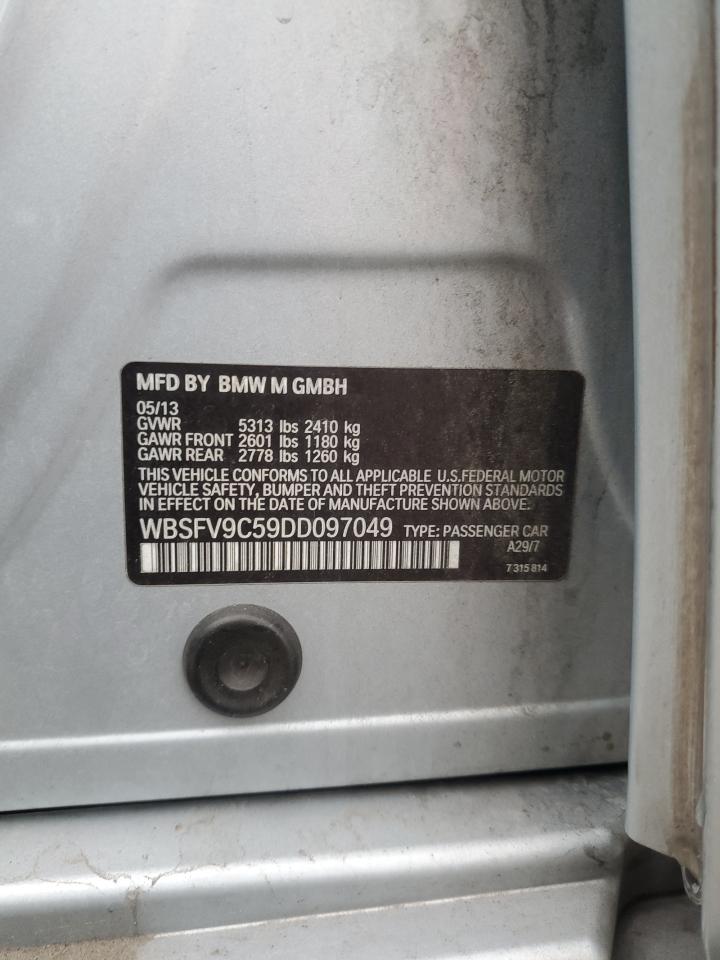 MFD BY BMW M GMBH
05/13
GVWR 5313 lbs 2410 kg
GAWR FRONT 2601 lbs 1180 kg
GAWR REAR 2778 lbs 1260 kg
THIS VEHICLE CONFORMS TO ALL APPLICABLE U.S.FEDERAL MOTOR
VEHICLE SAFETY, BUMPER AND THEFT PREVENTION STANDARDS
IN EFFECT ON THE DATE OF MANUFACTURE SHOWN ABOVE.
WBSFV9C59DD097049 TYPE: PASSENGER CAR
A29/7
7 315 814